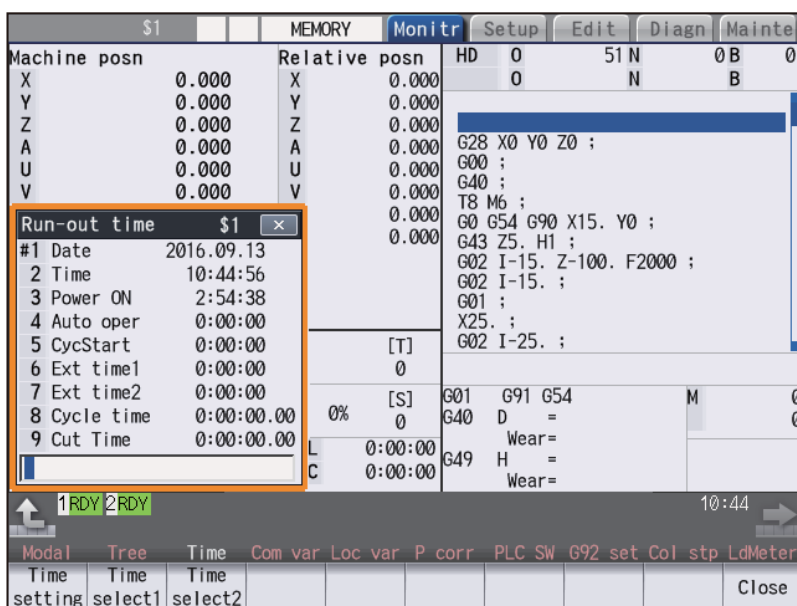 $1 MEMORY Monitr Setup Edit Diagn Mainte
Machine posn
X 0.000
Y 0.000
Z 0.000
A 0.000
U 0.000
V 0.000
Relative posn
X 0.000
Y 0.000
Z 0.000
A 0.000
U 0.000
V 0.000
0.000
0.000
HD O 51 N 0 B 0
O N B
G28 X0 Y0 Z0 ;
G00 ;
G40 ;
T8 M6 ;
G0 G54 G90 X15. Y0 ;
G43 Z5. H1 ;
G02 I-15. Z-100. F2000 ;
G02 I-15. ;
G01 ;
X25. ;
G02 I-25. ;
Run-out time $1
#1 Date 2016.09.13
2 Time 10:44:56
3 Power ON 2:54:38
4 Auto oper 0:00:00
5 CycStart 0:00:00
6 Ext time1 0:00:00
7 Ext time2 0:00:00
8 Cycle time 0:00:00.00
9 Cut Time 0:00:00.00
[T]
0
0% [S]
0
L 0:00:00
C 0:00:00
G01 G91 G54 M
G40 D =
Wear=
G49 H =
Wear=
1RDY 2RDY 10:44
Modal Tree Time Com var Loc var P corr PLC SW G92 set Col stp LdMeter
Time setting
Time select1
Time select2
Close